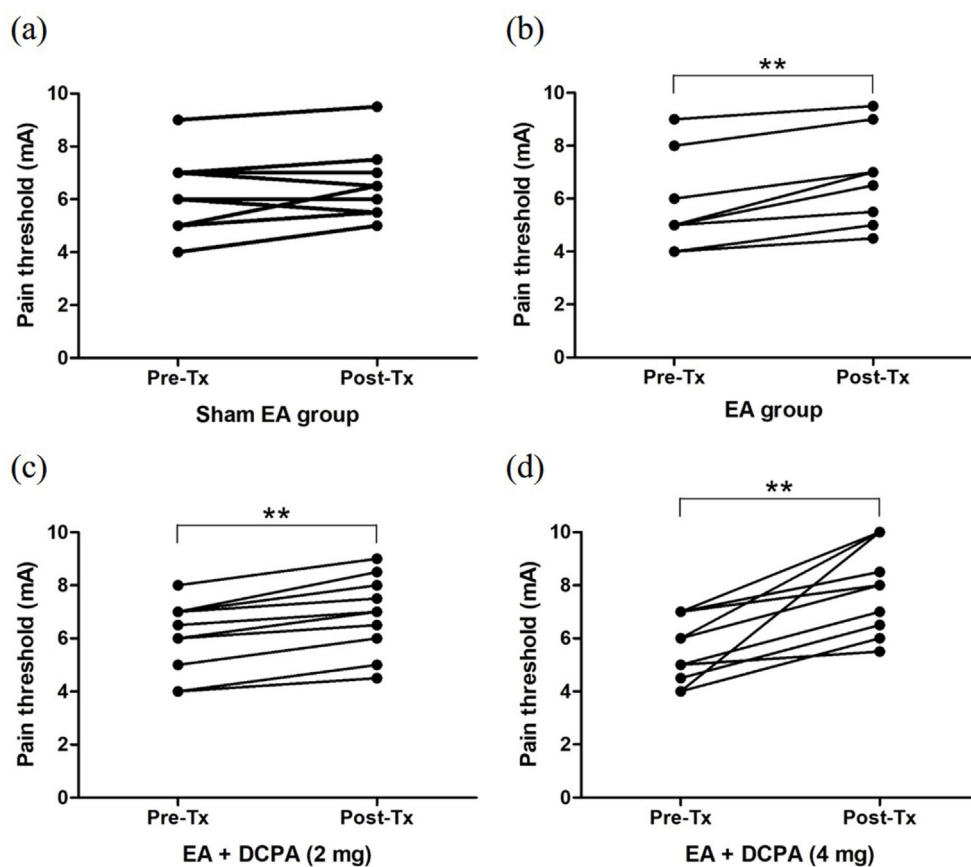 (a)
10
8
6
4
2
0
Pain threshold (mA)
Pre-Tx Post-Tx
Sham EA group
(b)
**
10
8
6
4
2
0
Pain threshold (mA)
Pre-Tx Post-Tx
EA group
(c)
**
10
8
6
4
2
0
Pain threshold (mA)
Pre-Tx Post-Tx
EA + DCPA (2 mg)
(d)
**
10
8
6
4
2
0
Pain threshold (mA)
Pre-Tx Post-Tx
EA + DCPA (4 mg)